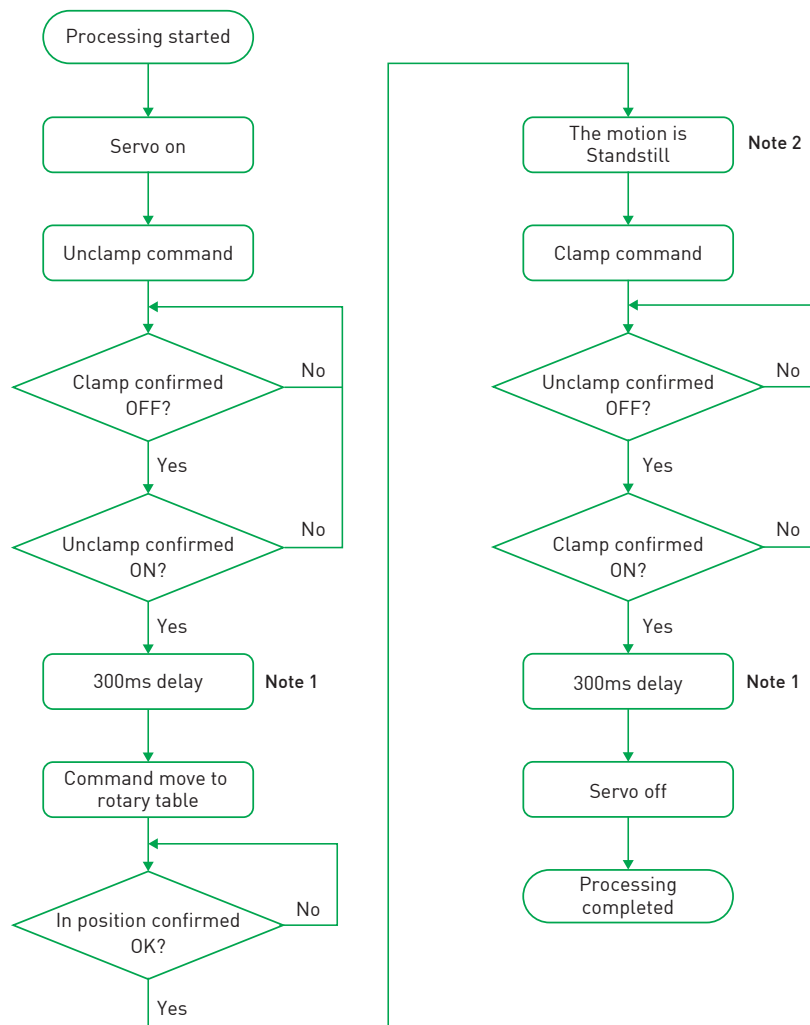 Processing started
Servo on
Unclamp command
Clamp confirmed
OFF?
No
Yes
Unclamp confirmed
ON?
No
Yes
300ms delay
Note 1
Command move to
rotary table
In position confirmed
OK?
No
Yes
The motion is
Standstill
Note 2
Clamp command
Unclamp confirmed
OFF?
No
Yes
Clamp confirmed
ON?
No
Yes
300ms delay
Note 1
Servo off
Processing
completed